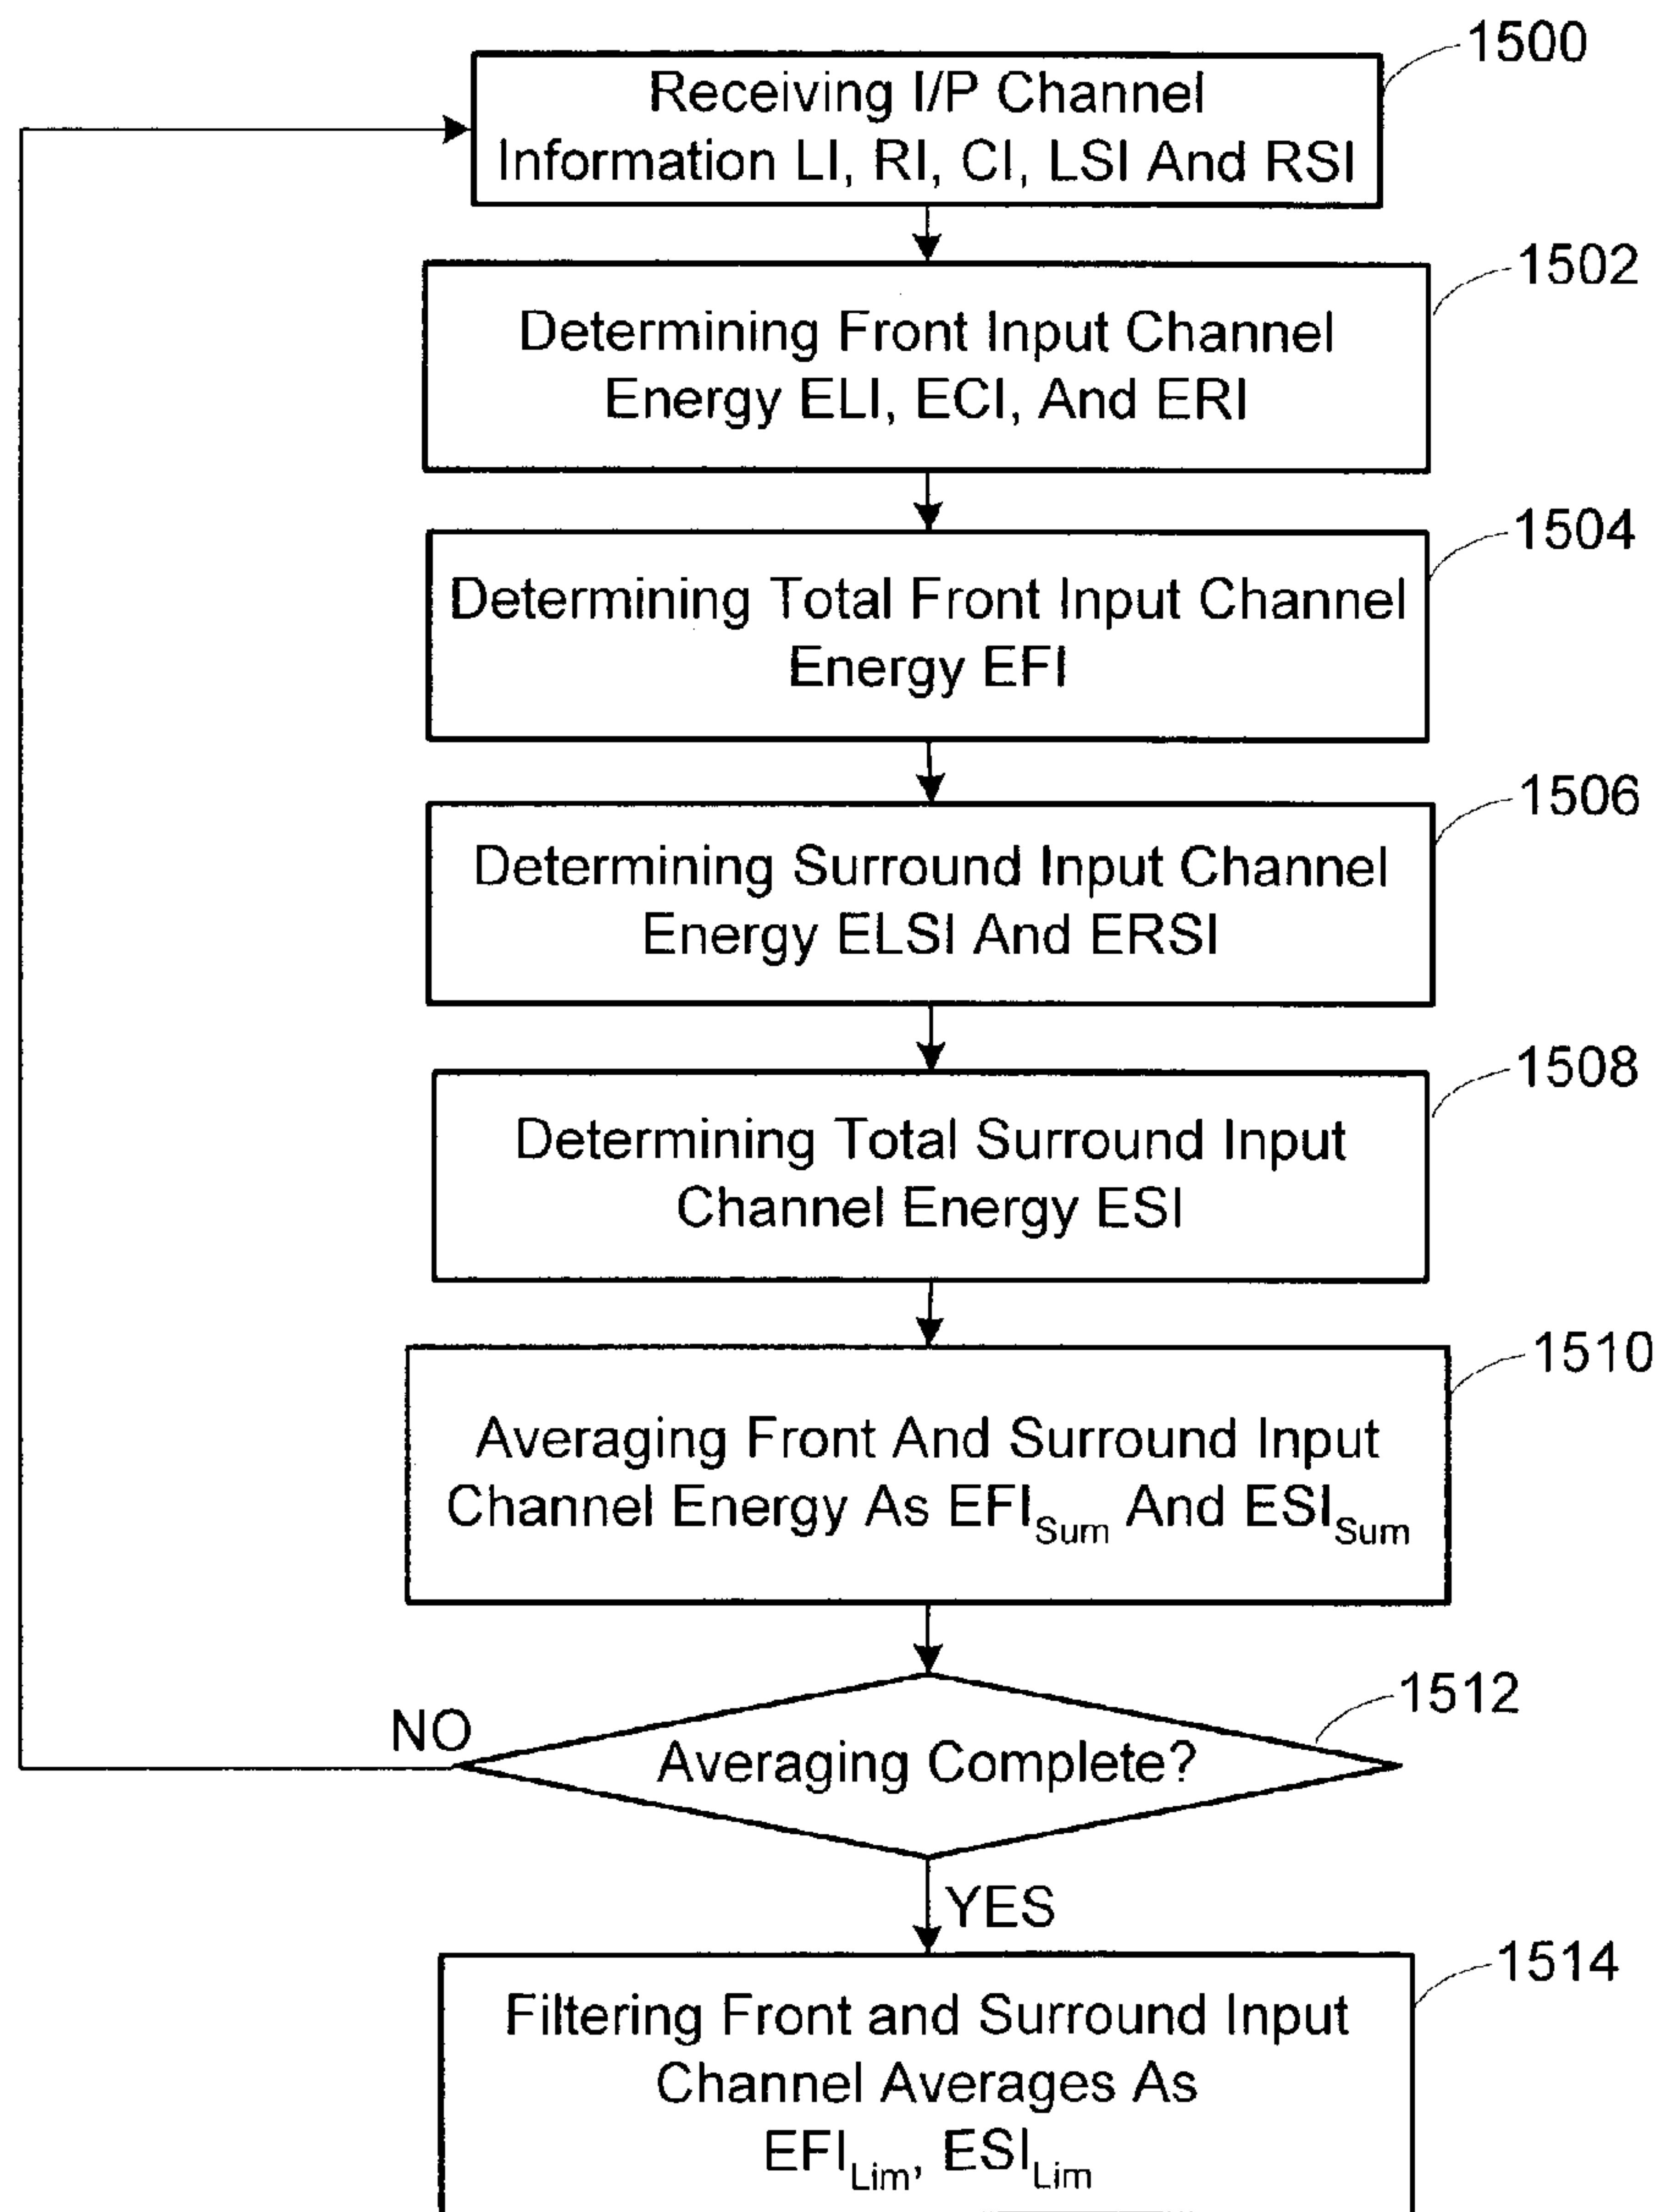 1500
Receiving I/P Channel
Information LI, RI, CI, LSI And RSI
1502
Determining Front Input Channel
Energy ELI, ECI, And ERI
1504
Determining Total Front Input Channel
Energy EFI
1506
Determining Surround Input Channel
Energy ELSI And ERSI
1508
Determining Total Surround Input
Channel Energy ESI
1510
Averaging Front And Surround Input
Channel Energy As EFISum And ESISum
1512
NO
Averaging Complete?
YES
1514
Filtering Front and Surround Input
Channel Averages As
EFILim, ESILim